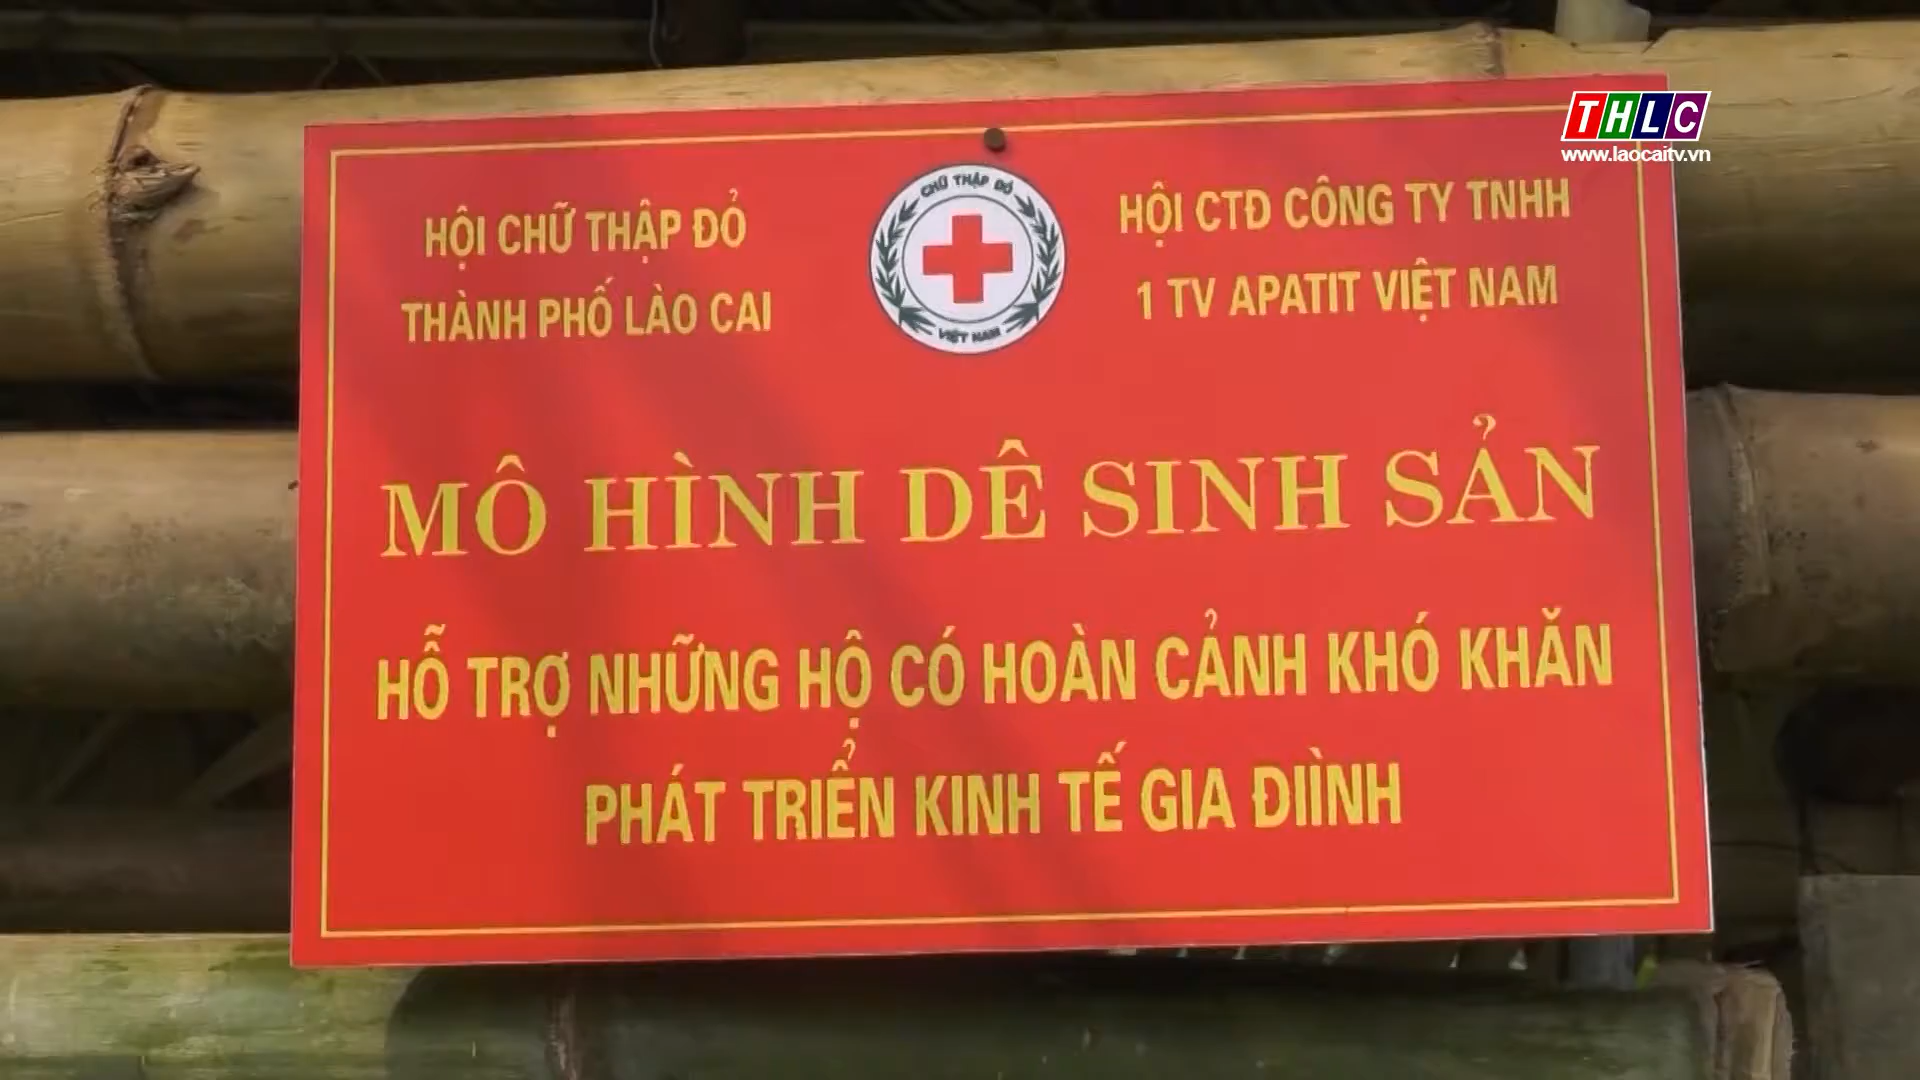 THLC
www.laocaitv.vn
HỘI CHỮ THẬP ĐỎ
THÀNH PHỐ LÀO CAI
CHỮ THẬP ĐỎ
VIỆT NAM
HỘI CTĐ CÔNG TY TNHH
1 TV APATIT VIỆT NAM
MÔ HÌNH DÊ SINH SẢN
HỖ TRỢ NHỮNG HỘ CÓ HOÀN CẢNH KHÓ KHĂN
PHÁT TRIỂN KINH TẾ GIA ĐIÌNH